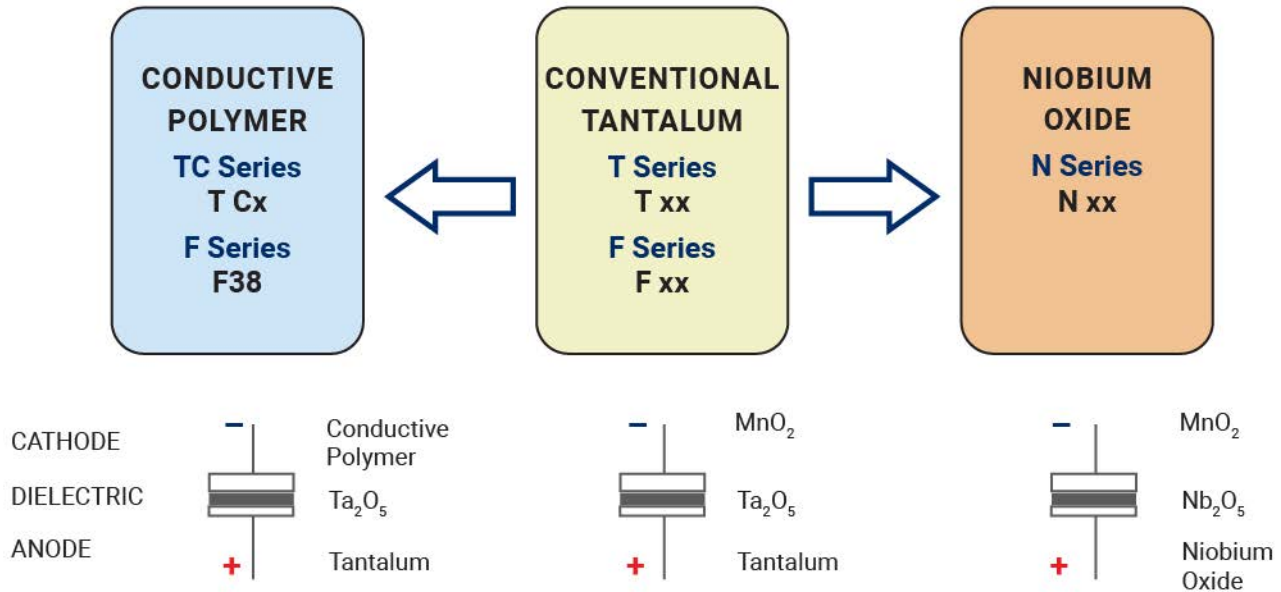 CONDUCTIVE
POLYMER
TC Series
T Cx
F Series
F38
CONVENTIONAL
TANTALUM
T Series
T xx
F Series
F xx
NIOBIUM
OXIDE
N Series
N xx
CATHODE
DIELECTRIC
ANODE
–
+
Conductive
Polymer
Ta₂O₅
Tantalum
–
+
MnO₂
Ta₂O₅
Tantalum
–
+
MnO₂
Nb₂O₅
Niobium
Oxide